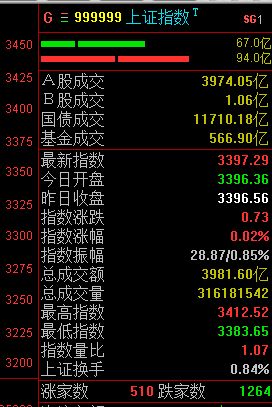 G 三 999999 上证指数 T SG1
3450
67.0亿
94.0亿
3425 A股成交 3974.05亿
B股成交 1.06亿
3400 国债成交 11710.18亿
基金成交 566.90亿
3375
最新指数 3397.29
3350 今日开盘 3396.36
昨日收盘 3396.56
3325 指数涨跌 0.73
3300 指数涨幅 0.02%
指数振幅 28.87/0.85%
3275 总成交额 3981.60亿
总成交量 316181542
3250 最高指数 3412.52
3225 最低指数 3383.65
指数量比 1.07
3200 上证换手 0.84%
涨家数 510 跌家数 1264